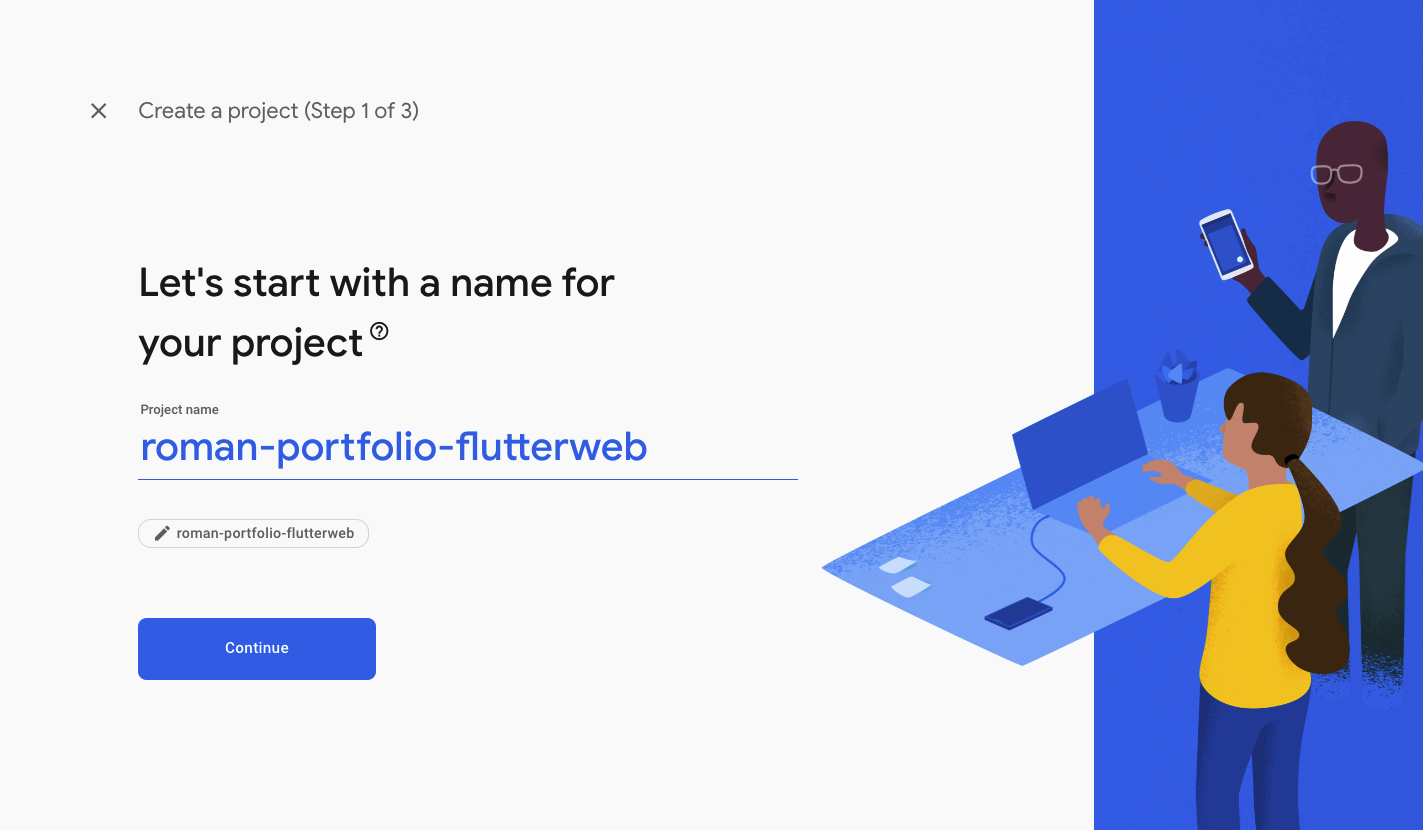 Create a project (Step 1 of 3)
Let's start with a name for
your project
Project name
roman-portfolio-flutterweb
roman-portfolio-flutterweb
Continue